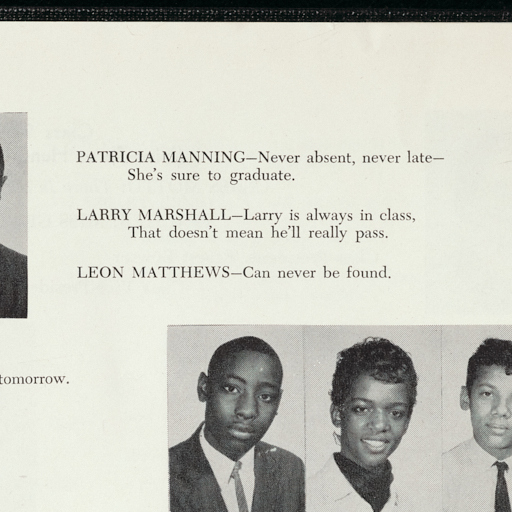 PATRICIA MANNING—Never absent, never late—
She's sure to graduate.
LARRY MARSHALL—Larry is always in class,
That doesn't mean he'll really pass.
LEON MATTHEWS—Can never be found.
tomorrow.